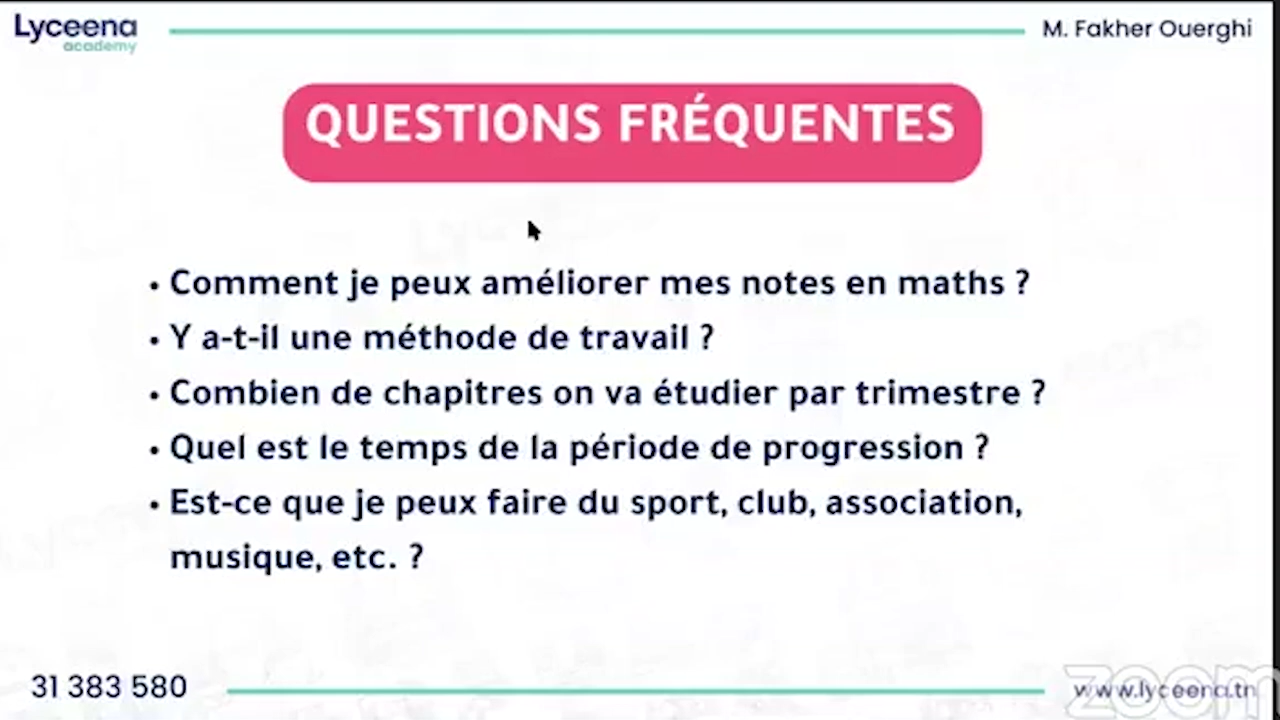 Lyceena
academy
M. Fakher Ouerghi
QUESTIONS FRÉQUENTES
• Comment je peux améliorer mes notes en maths ?
• Y a-t-il une méthode de travail ?
• Combien de chapitres on va étudier par trimestre ?
• Quel est le temps de la période de progression ?
• Est-ce que je peux faire du sport, club, association,
musique, etc. ?
31 383 580
www.lyceena.tn
zoom